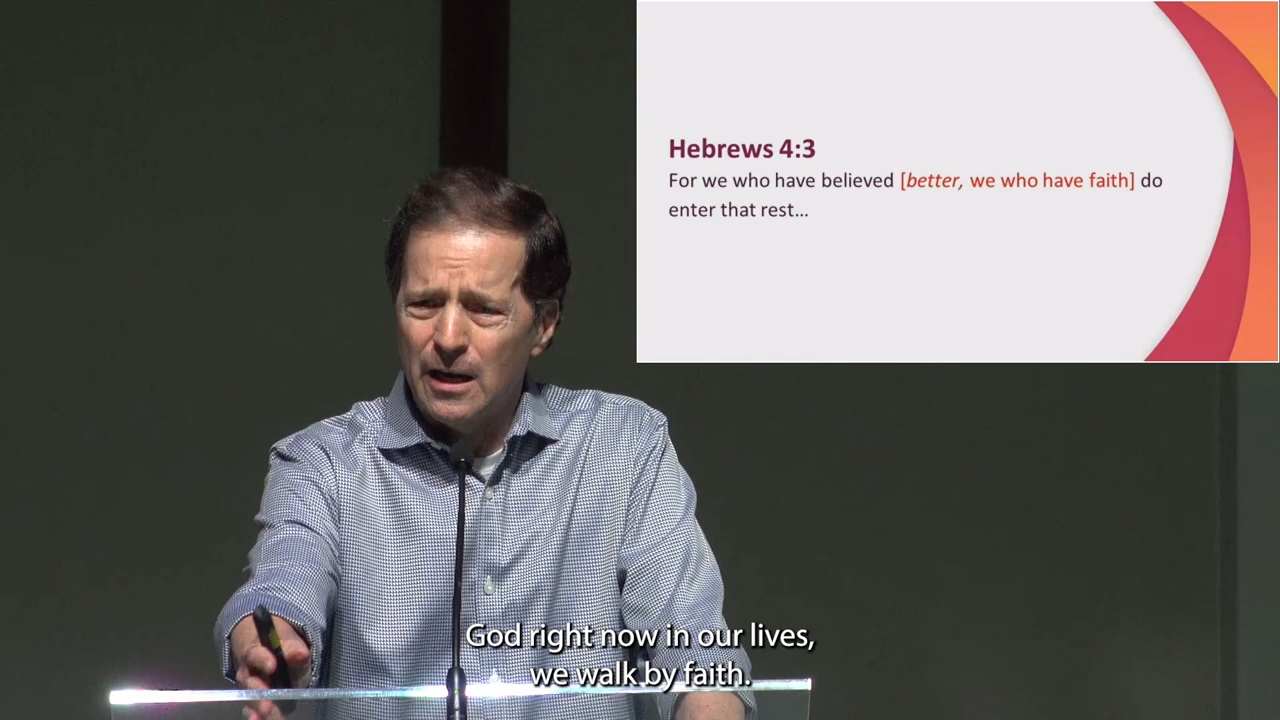 Hebrews 4:3
For we who have believed [better, we who have faith] do
enter that rest…
God right now in our lives,
we walk by faith.